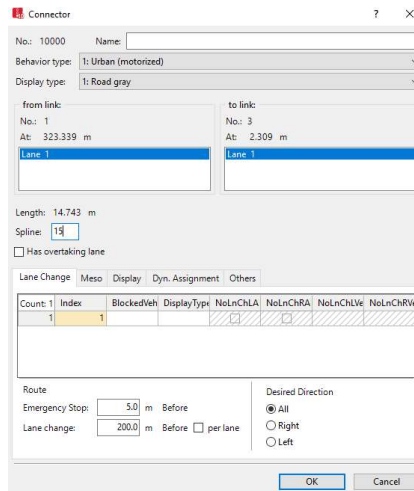 Connector ? ×
No.: 10000 Name:
Behavior type: 1: Urban (motorized)
Display type: 1: Road gray
from link: to link:
No.: 1 No.: 3
At: 323.339 m At: 2.309 m
Lane 1 Lane 1
Length: 14.743 m
Spline: 15
Has overtaking lane
Lane Change Meso Display Dyn. Assignment Others
Count: 1 Index BlockedVeh DisplayType NoLnChLA NoLnChRA NoLnChLVe NoLnChRVe
1 1
Route Desired Direction
Emergency Stop: 5.0 m Before All
Lane change: 200.0 m Before per lane Right
Left
OK Cancel